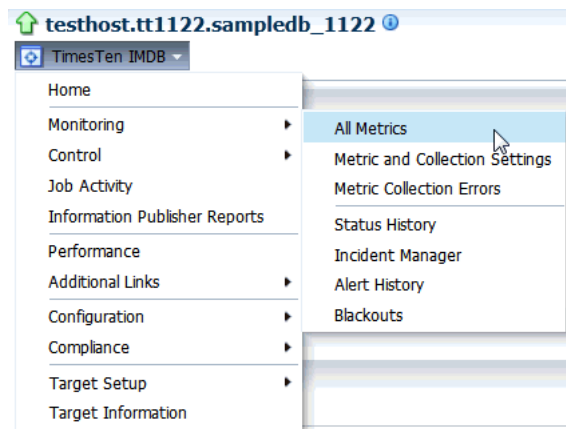 testhost.tt1122.sampledb_1122
TimesTen IMDB
Home
Monitoring
Control
Job Activity
Information Publisher Reports
Performance
Additional Links
Configuration
Compliance
Target Setup
Target Information
All Metrics
Metric and Collection Settings
Metric Collection Errors
Status History
Incident Manager
Alert History
Blackouts